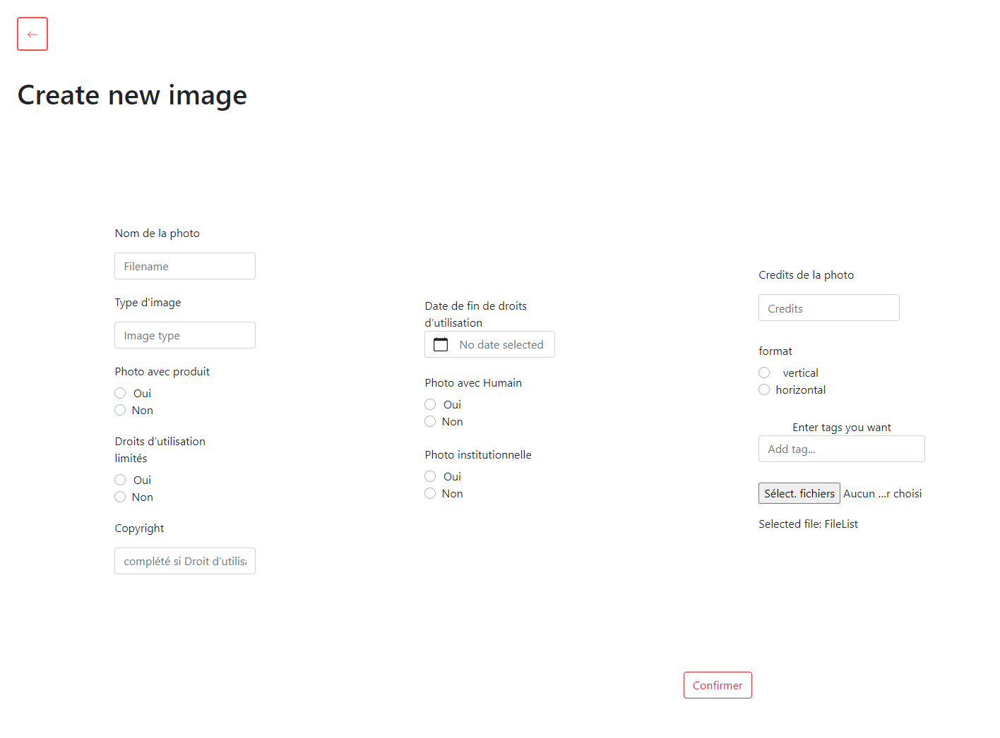 ←
Create new image
Nom de la photo
Filename
Type d'image
Image type
Photo avec produit
Oui
Non
Droits d’utilisation
limités
Oui
Non
Copyright
complété si Droit d’utilisa
Date de fin de droits
d’utilisation
No date selected
Photo avec Humain
Oui
Non
Photo institutionnelle
Oui
Non
Credits de la photo
Credits
format
vertical
horizontal
Enter tags you want
Add tag...
Sélect. fichiers Aucun ...r choisi
Selected file: FileList
Confirmer